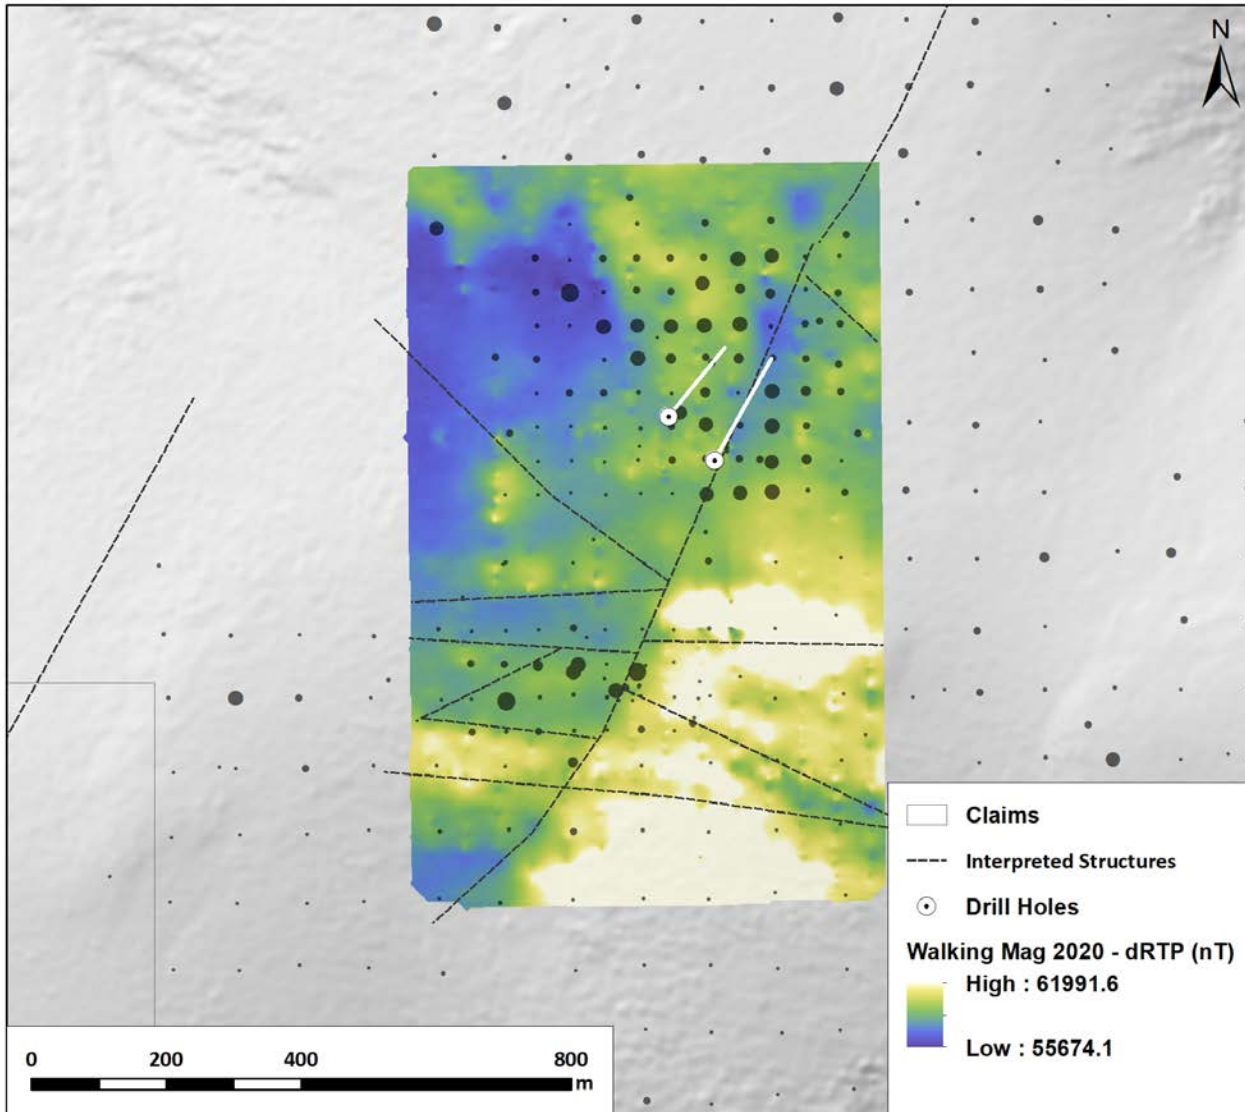 N
Claims
Interpreted Structures
Drill Holes
Walking Mag 2020 - dRTP (nT)
High : 61991.6
Low : 55674.1
0 200 400 800
m